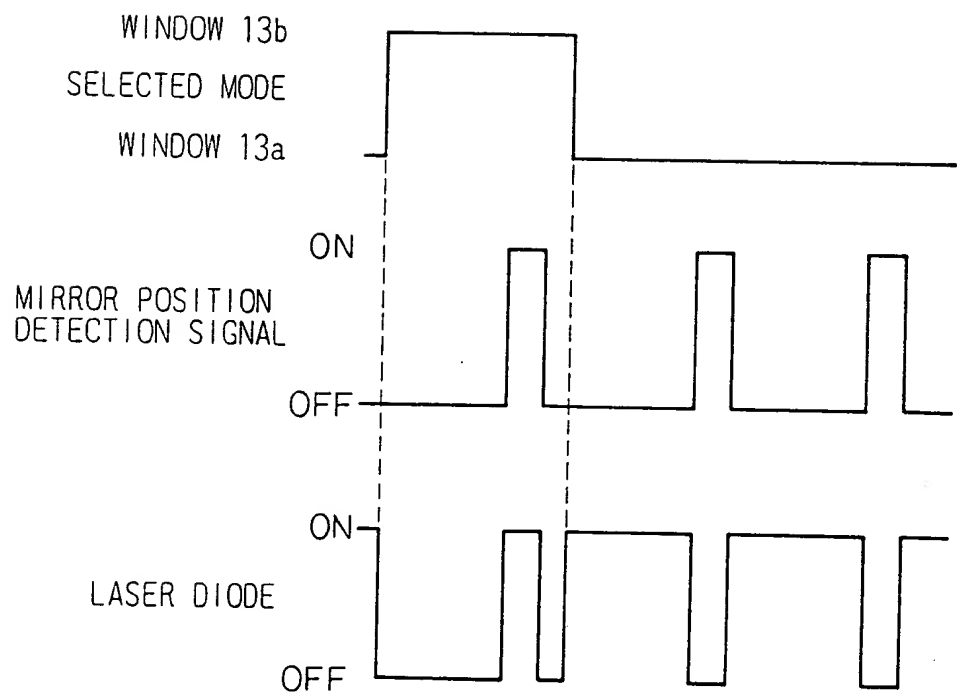 WINDOW 13b
SELECTED MODE
WINDOW 13a
ON
MIRROR POSITION
DETECTION SIGNAL
OFF
ON
LASER DIODE
OFF